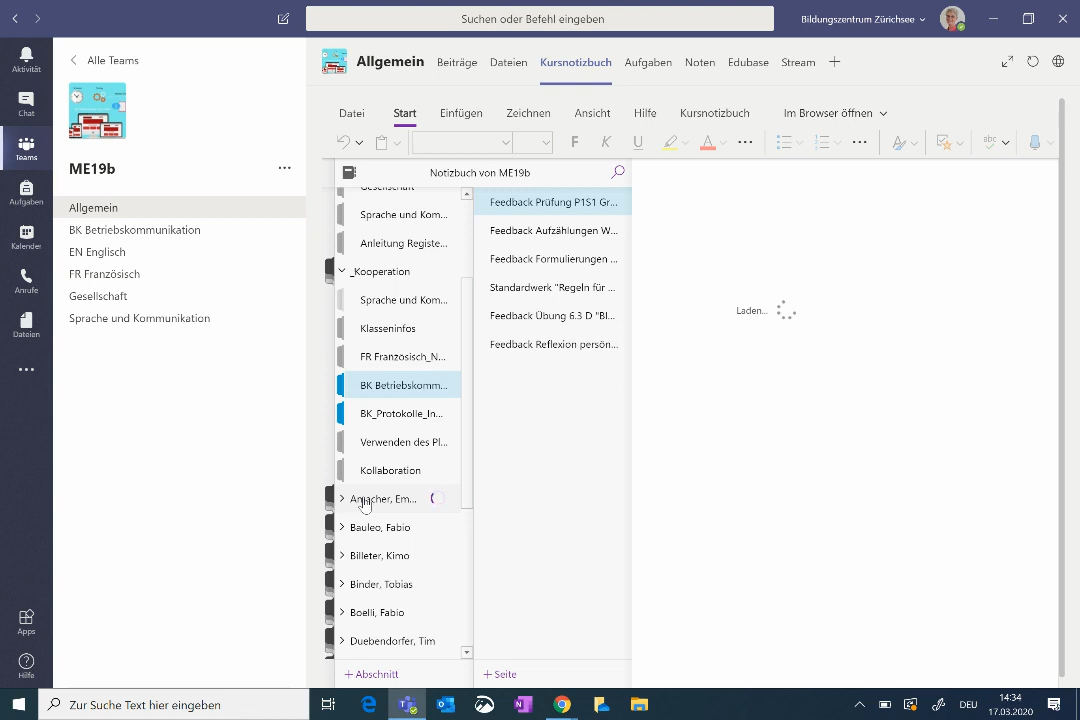 Suchen oder Befehl eingeben
Bildungszentrum Zürichsee
Aktivität
Chat
Teams
Aufgaben
Kalender
Anrufe
Dateien
Apps
Hilfe
Alle Teams
ME19b
Allgemein
BK Betriebskommunikation
EN Englisch
FR Französisch
Gesellschaft
Sprache und Kommunikation
Allgemein Beiträge Dateien Kursnotizbuch Aufgaben Noten Edubase Stream
Datei Start Einfügen Zeichnen Ansicht Hilfe Kursnotizbuch Im Browser öffnen
F K U A abc
Notizbuch von ME19b
Gesellschaft
Sprache und Kom...
Anleitung Registe...
_Kooperation
Sprache und Kom...
Klasseninfos
FR Französisch_N...
BK Betriebskomm...
BK_Protokolle_In...
Verwenden des Pl...
Kollaboration
Em...
Bauleo, Fabio
Billeter, Kimo
Binder, Tobias
Boelli, Fabio
Duebendorfer, Tim
+ Abschnitt
Feedback Prüfung P1S1 Gr...
Feedback Aufzählungen W...
Feedback Formulierungen ...
Standardwerk "Regeln für ...
Feedback Übung 6.3 D "Bl...
Feedback Reflexion persön...
+ Seite
Laden...
Zur Suche Text hier eingeben
DEU
14:34
17.03.2020